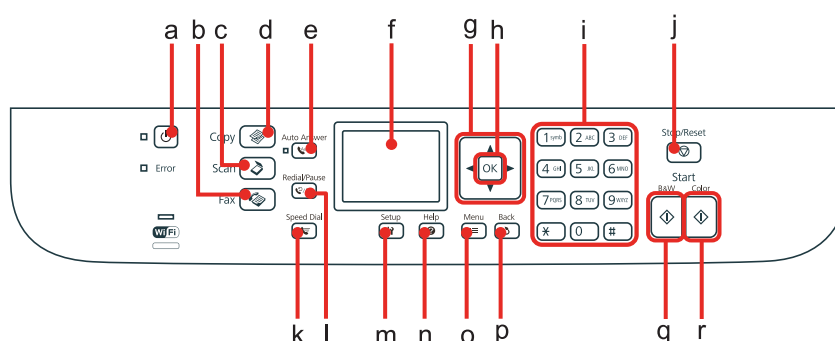 a b c d e f g h i j
Copy
Auto Answer
Error
Scan
Redial/Pause
Fax
Speed Dial
WiFi
Setup Help Menu Back
OK
1 symb 2 ABC 3 DEF
4 GHI 5 JKL 6 MNO
7 PQRS 8 TUV 9 WXYZ
* 0 #
Stop/Reset
Start
B&W Color
k l m n o p q r